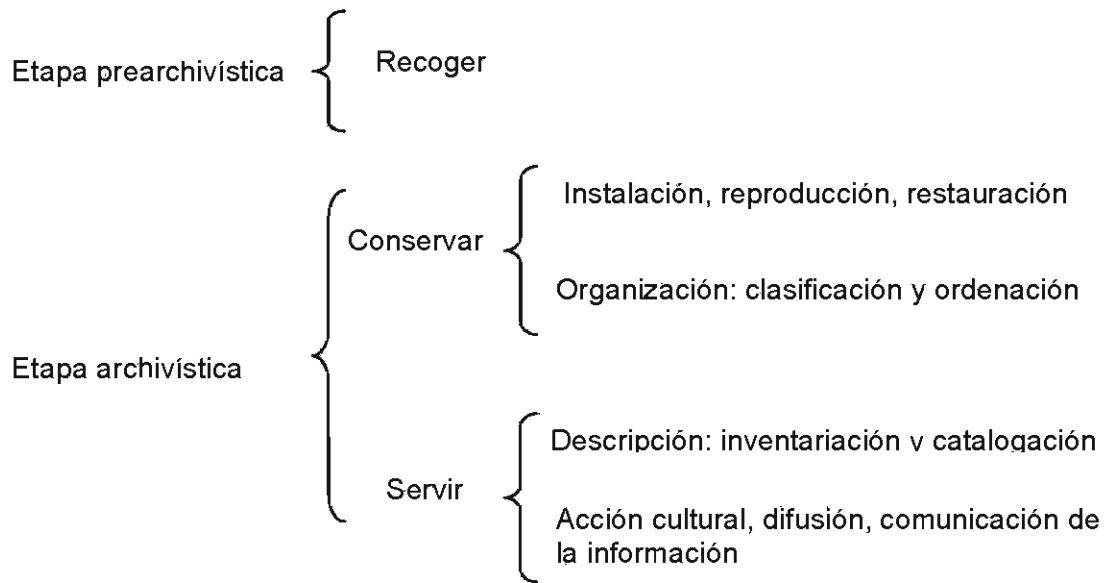 Etapa prearchivística
Recoger
Etapa archivística
Conservar
Instalación, reproducción, restauración
Organización: clasificación y ordenación
Servir
Descripción: inventariación y catalogación
Acción cultural, difusión, comunicación de
la información